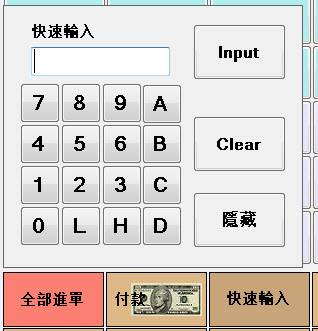 快速輸入
Input
7 8 9 A
4 5 6 B
Clear
1 2 3 C
0 L H D
隱藏
全部進單 付款 快速輸入